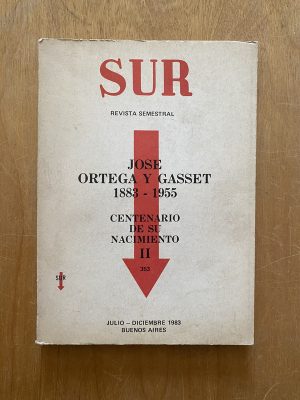 SUR
REVISTA SEMESTRAL
JOSE
ORTEGA Y GASSET
1883 - 1955
CENTENARIO
DE SU
NACIMIENTO
II
353
SUR
JULIO - DICIEMBRE 1983
BUENOS AIRES